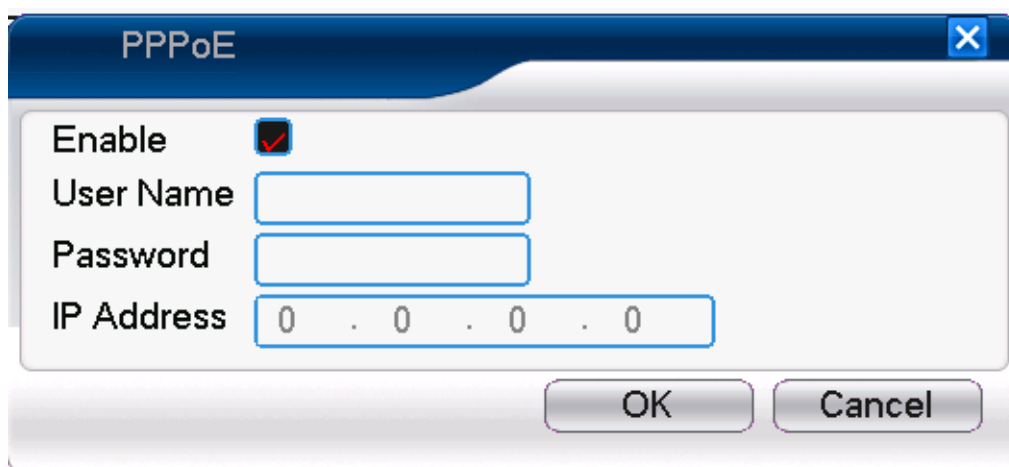 PPPoE
Enable
User Name
Password
IP Address 0 . 0 . 0 . 0
OK Cancel